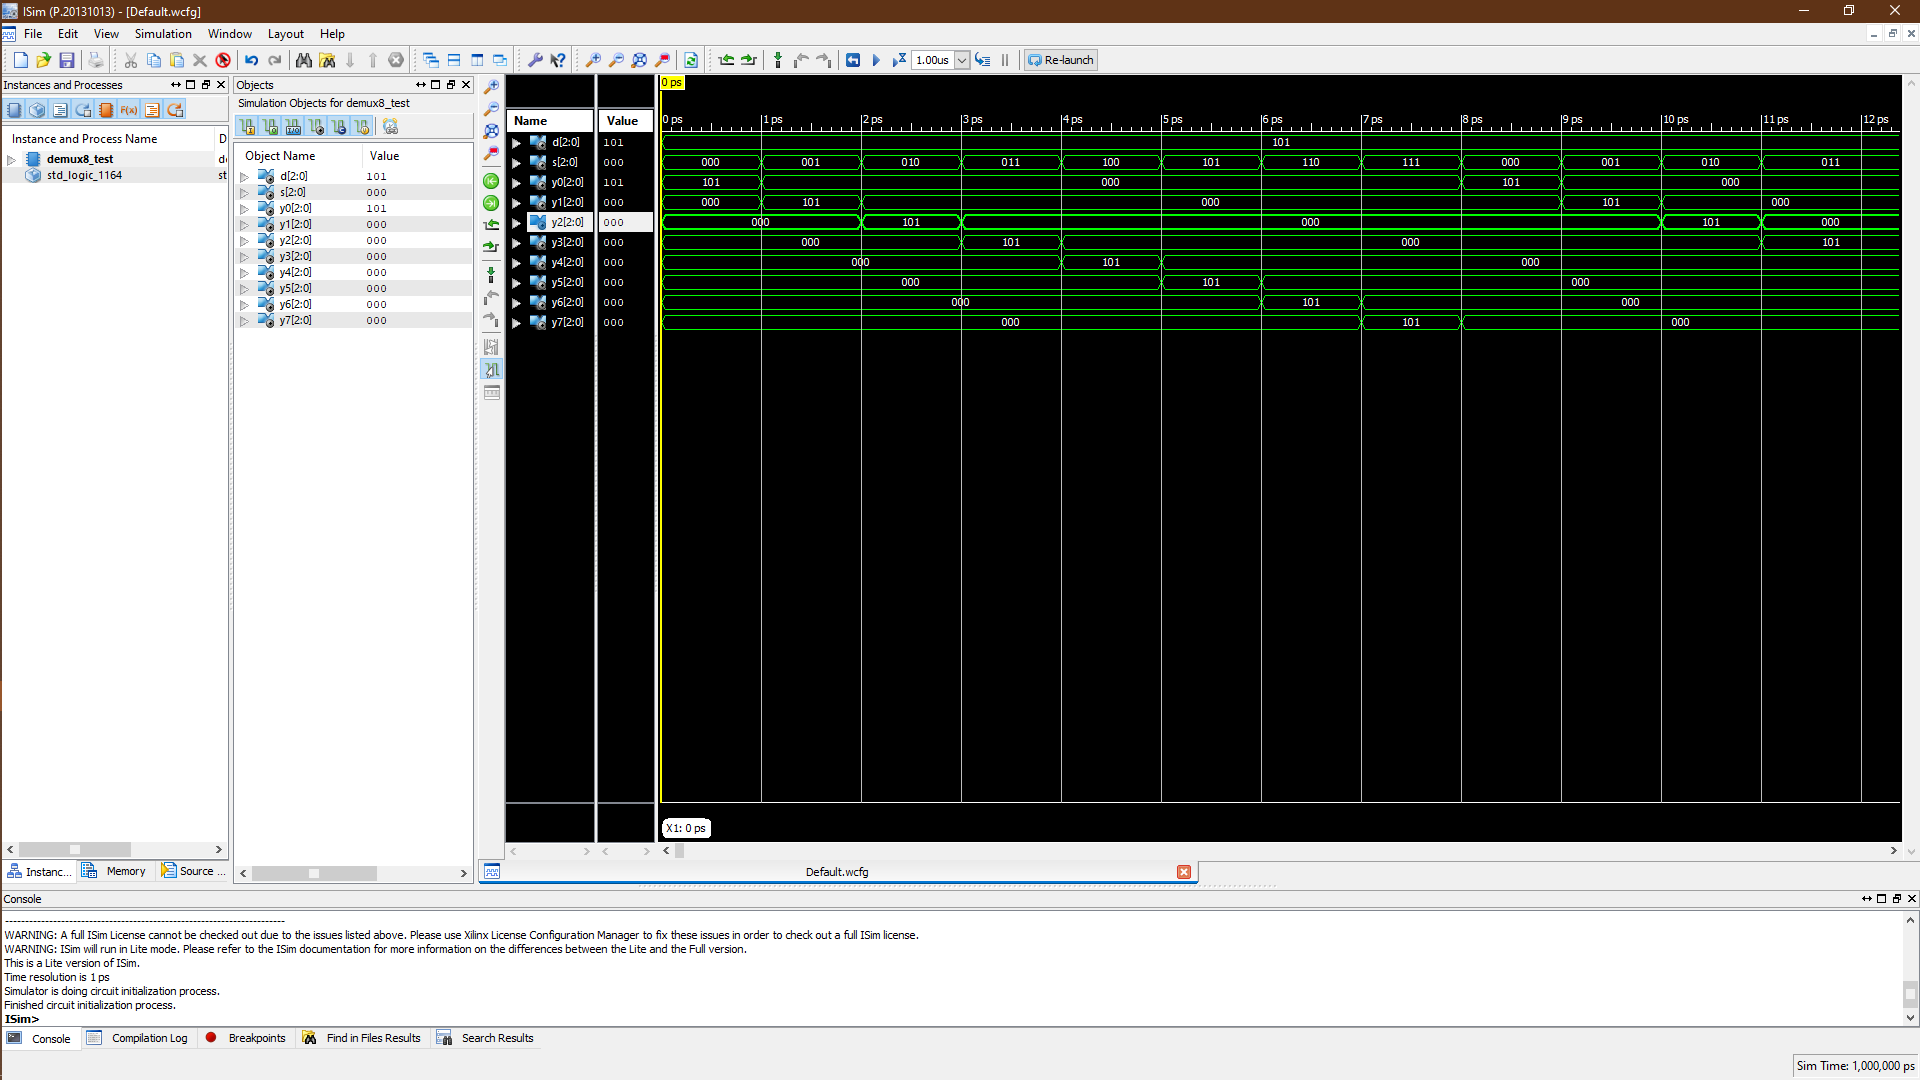 ISim (P.20131013) - [Default.wcfg]
File Edit View Simulation Window Layout Help
1.00us Re-launch
Instances and Processes
Instance and Process Name D
demux8_test de
std_logic_1164 st
Instanc... Memory Source ...
Objects
Simulation Objects for demux8_test
Object Name Value
d[2:0] 101
s[2:0] 000
y0[2:0] 101
y1[2:0] 000
y2[2:0] 000
y3[2:0] 000
y4[2:0] 000
y5[2:0] 000
y6[2:0] 000
y7[2:0] 000
0 ps
Name Value 0 ps 1 ps 2 ps 3 ps 4 ps 5 ps 6 ps 7 ps 8 ps 9 ps 10 ps 11 ps 12 ps
d[2:0] 101 101
s[2:0] 000 000 001 010 011 100 101 110 111 000 001 010 011
y0[2:0] 101 101 000 101 000
y1[2:0] 000 000 101 000 101 000
y2[2:0] 000 000 101 000 101 000
y3[2:0] 000 000 101 000 101
y4[2:0] 000 000 101 000
y5[2:0] 000 000 101 000
y6[2:0] 000 000 101 000
y7[2:0] 000 000 101 000
X1: 0 ps
Default.wcfg
Console
WARNING: A full ISim License cannot be checked out due to the issues listed above. Please use Xilinx License Configuration Manager to fix these issues in order to check out a full ISim license.
WARNING: ISim will run in Lite mode. Please refer to the ISim documentation for more information on the differences between the Lite and the Full version.
This is a Lite version of ISim.
Time resolution is 1 ps
Simulator is doing circuit initialization process.
Finished circuit initialization process.
ISim>
Console Compilation Log Breakpoints Find in Files Results Search Results
Sim Time: 1,000,000 ps